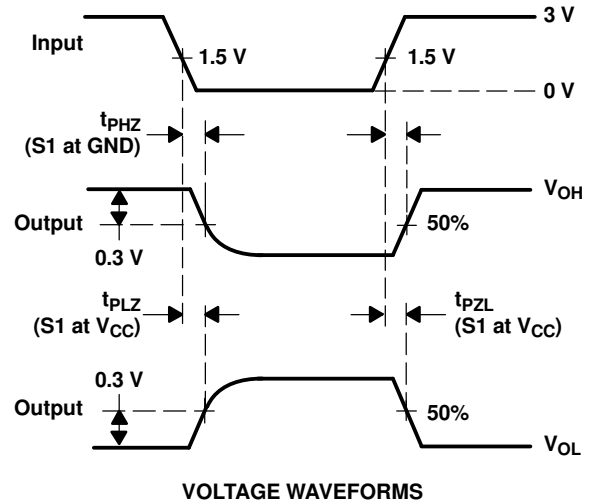 3 V
Input
1.5 V
1.5 V
0 V
tPHZ
(S1 at GND)
VOH
Output
50%
0.3 V
tPLZ
(S1 at VCC)
tPZL
(S1 at VCC)
0.3 V
Output
50%
VOL
VOLTAGE WAVEFORMS